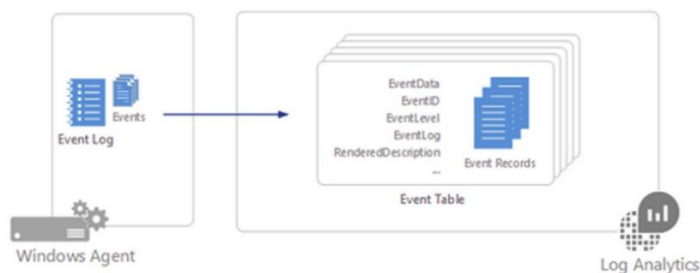 Events
Event Log
Windows Agent
EventData
EventID
EventLevel
EventLog
RenderedDescription
...
Event Records
Event Table
Log Analytics